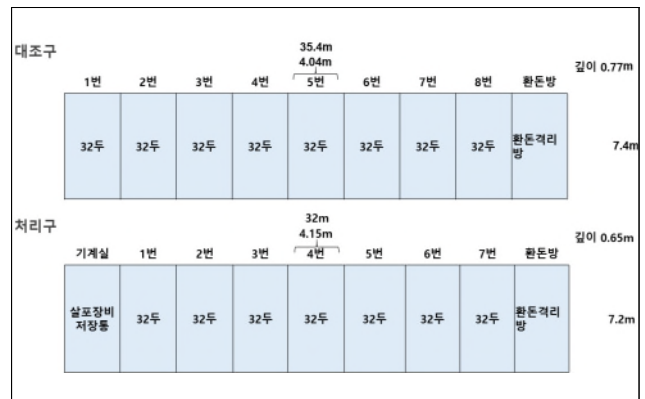 대조구
35.4m
4.04m
깊이 0.77m
1번 2번 3번 4번 5번 6번 7번 8번 환돈방
32두 32두 32두 32두 32두 32두 32두 32두 환돈격리
방
7.4m
처리구
32m
4.15m
깊이 0.65m
기계실 1번 2번 3번 4번 5번 6번 7번 환돈방
살포장비
저장통
32두 32두 32두 32두 32두 32두 32두 환돈격리
방
7.2m